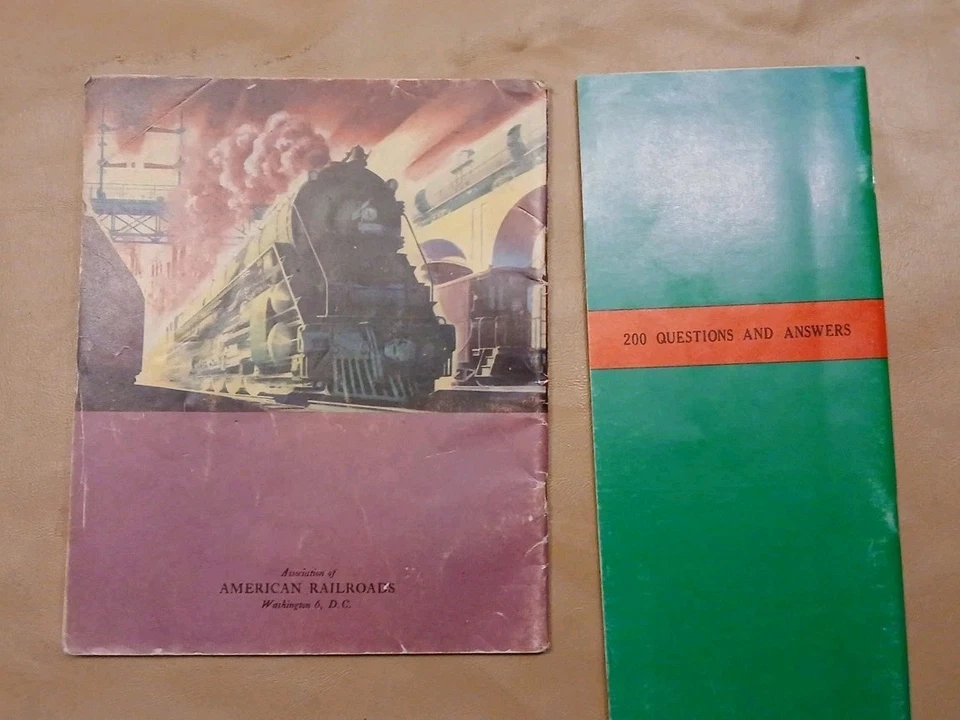 Association of
AMERICAN RAILROADS
Washington 6, D.C.
200 QUESTIONS AND ANSWERS